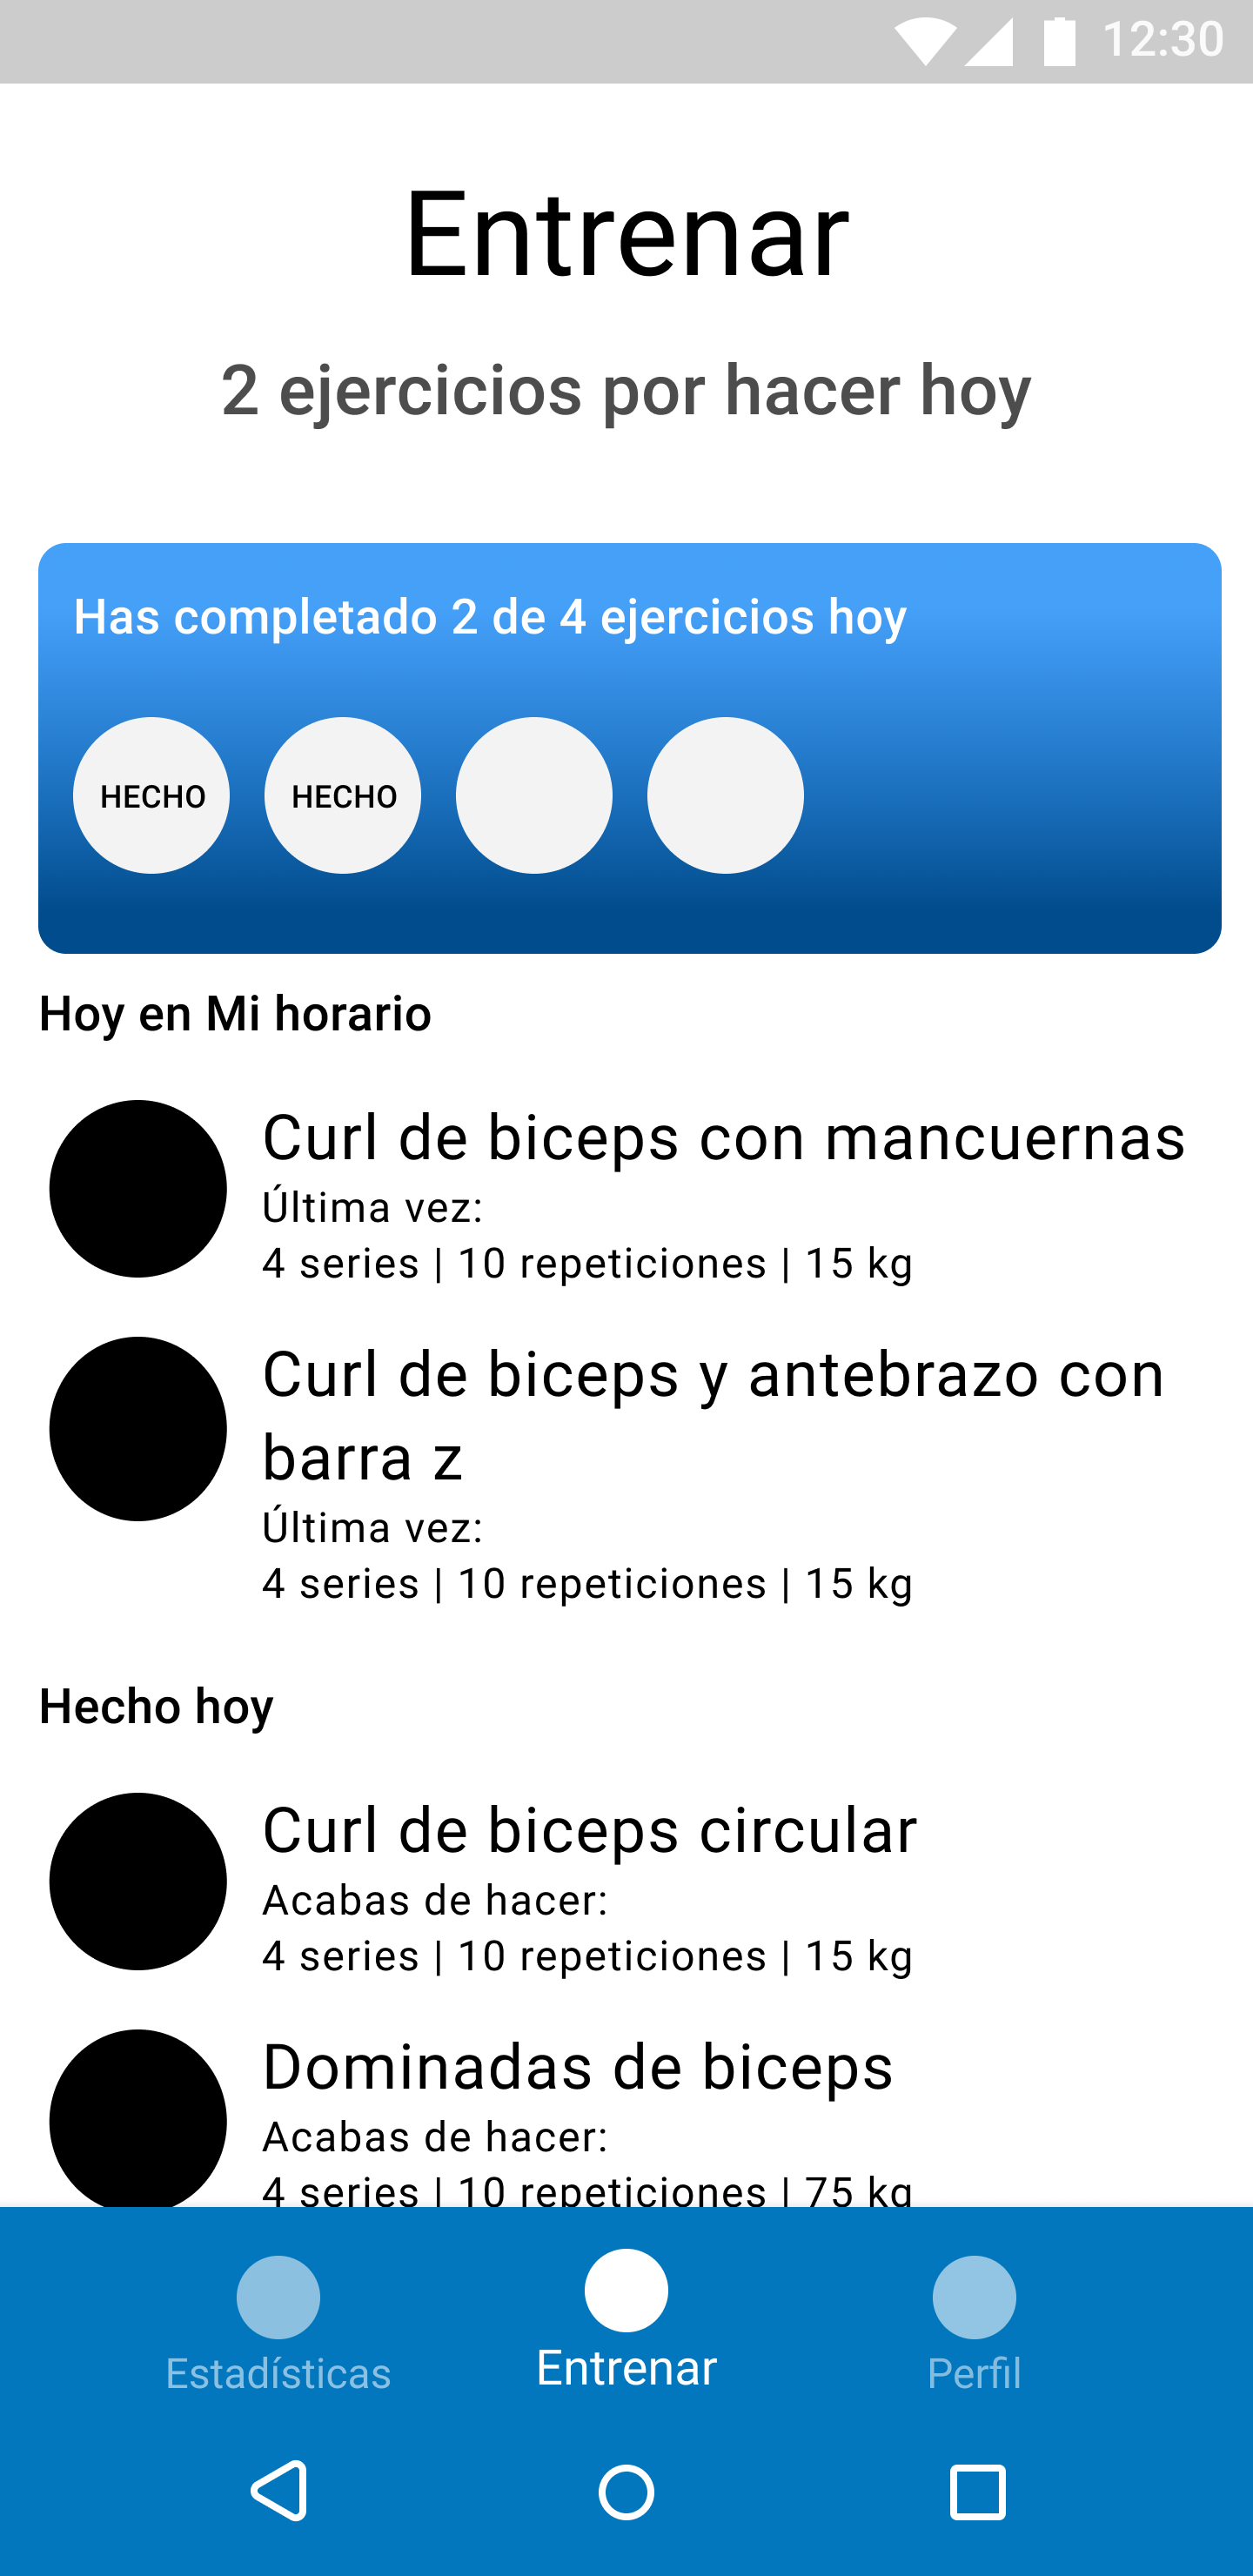 12:30
Entrenar
2 ejercicios por hacer hoy
Has completado 2 de 4 ejercicios hoy
HECHO HECHO
Hoy en Mi horario
Curl de biceps con mancuernas
Última vez:
4 series | 10 repeticiones | 15 kg
Curl de biceps y antebrazo con
barra z
Última vez:
4 series | 10 repeticiones | 15 kg
Hecho hoy
Curl de biceps circular
Acabas de hacer:
4 series | 10 repeticiones | 15 kg
Dominadas de biceps
Acabas de hacer:
4 series | 10 repeticiones | 75 kg
Estadísticas Entrenar Perfil